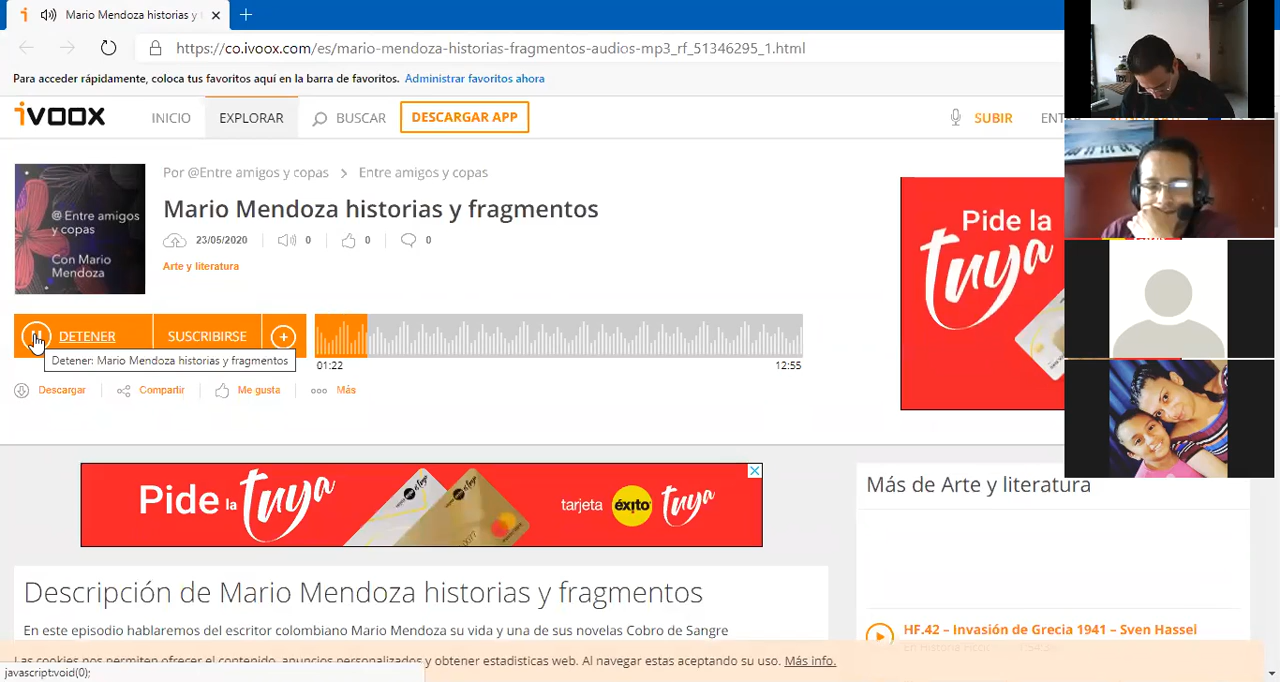 Mario Mendoza historias y
https://co.ivoox.com/es/mario-mendoza-historias-fragmentos-audios-mp3_rf_51346295_1.html
Para acceder rápidamente, coloca tus favoritos aquí en la barra de favoritos. Administrar favoritos ahora
ivoox INICIO EXPLORAR BUSCAR DESCARGAR APP SUBIR
Por @Entre amigos y copas > Entre amigos y copas
Mario Mendoza historias y fragmentos
23/05/2020 0 0 0
Arte y literatura
@ Entre amigos
y copas
Con Mario
Mendoza
Pide la
tuya
DETENER SUSCRIBIRSE
Detener: Mario Mendoza historias y fragmentos
01:22 12:55
Descargar Compartir Me gusta Más
Pide la tuya tarjeta éxito tuya
Más de Arte y literatura
Descripción de Mario Mendoza historias y fragmentos
En este episodio hablaremos del escritor colombiano Mario Mendoza su vida y una de sus novelas Cobro de Sangre
HF.42 – Invasión de Grecia 1941 – Sven Hassel
Las cookies nos permiten ofrecer el contenido, anuncios personalizados y obtener estadísticas web. Al navegar estas aceptando su uso. Más info.
javascript:void(0);